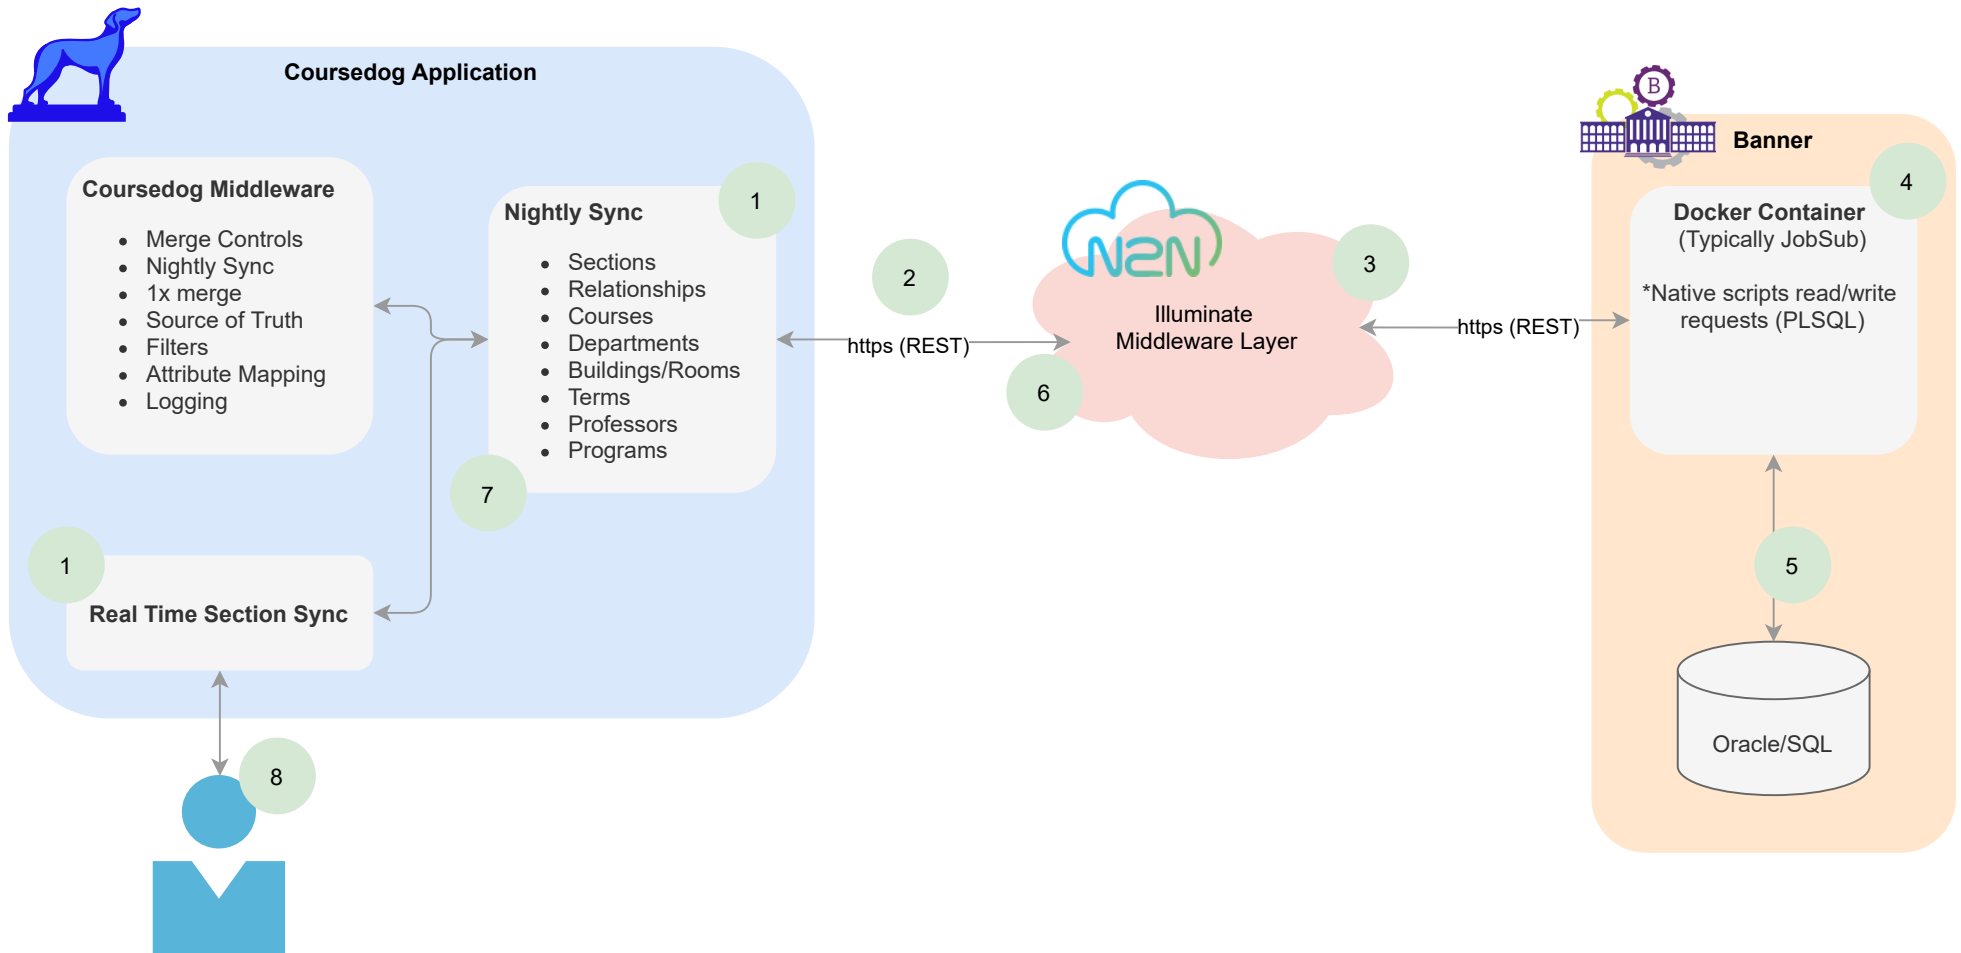 Coursedog Application
Coursedog Middleware
• Merge Controls
• Nightly Sync
• 1x merge
• Source of Truth
• Filters
• Attribute Mapping
• Logging
1
Nightly Sync
• Sections
• Relationships
• Courses
• Departments
• Buildings/Rooms
• Terms
• Professors
• Programs
7
1
Real Time Section Sync
8
2
https (REST)
N2N
Illuminate
Middleware Layer
3
6
https (REST)
B
Banner
4
Docker Container
(Typically JobSub)
*Native scripts read/write
requests (PLSQL)
5
Oracle/SQL